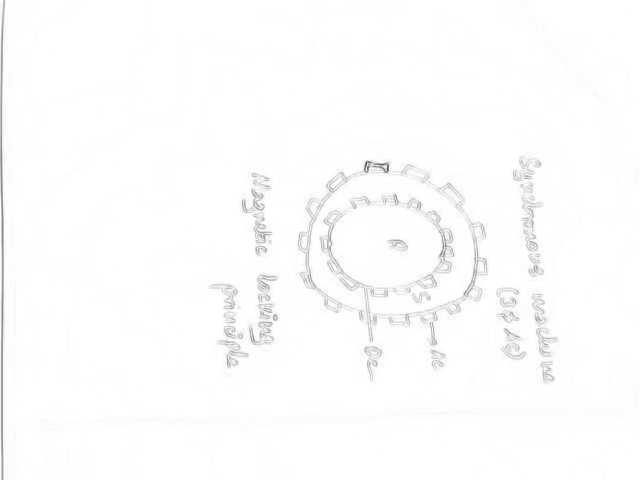 Synchronous machine
(3ϕ AC)
R
S
AC
DC
Magnetic locking
principle